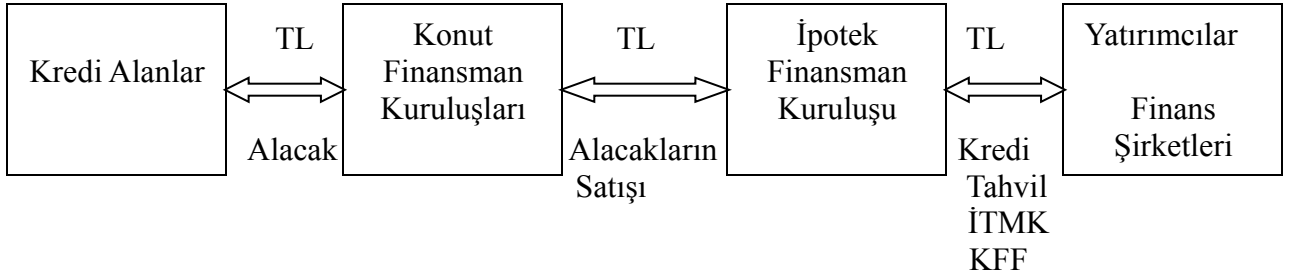 Kredi Alanlar
TL
Alacak
Konut
Finansman
Kuruluşları
TL
Alacakların
Satışı
İpotek
Finansman
Kuruluşu
TL
Kredi
Tahvil
İTMK
KFF
Yatırımcılar
Finans
Şirketleri